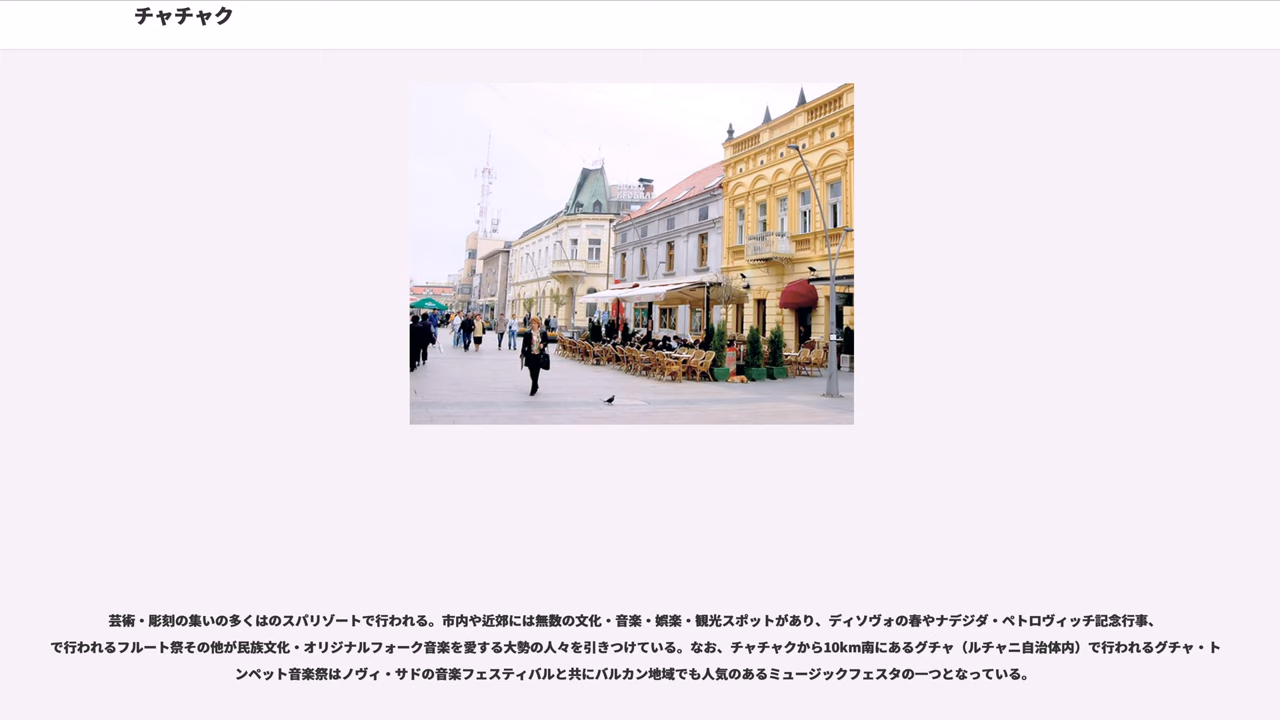 チャチャク
芸術・彫刻の集いの多くはのスパリゾートで行われる。市内や近郊には無数の文化・音楽・娯楽・観光スポットがあり、ディソヴォの春やナデジダ・ペトロヴィッチ記念行事、
で行われるフルート祭その他が民族文化・オリジナルフォーク音楽を愛する大勢の人々を引きつけている。なお、チャチャクから10km南にあるグチャ（ルチャニ自治体内）で行われるグチャ・ト
ンペット音楽祭はノヴィ・サドの音楽フェスティバルと共にバルカン地域でも人気のあるミュージックフェスタの一つとなっている。